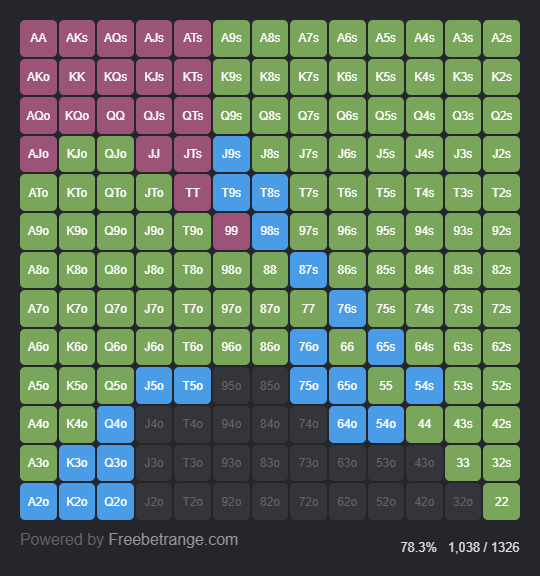 AA AKs AQs AJs ATs A9s A8s A7s A6s A5s A4s A3s A2s
AKo KK KQs KJs KTs K9s K8s K7s K6s K5s K4s K3s K2s
AQo KQo QQ QJs QTs Q9s Q8s Q7s Q6s Q5s Q4s Q3s Q2s
AJo KJo QJo JJ JTs J9s J8s J7s J6s J5s J4s J3s J2s
ATo KTo QTo JTo TT T9s T8s T7s T6s T5s T4s T3s T2s
A9o K9o Q9o J9o T9o 99 98s 97s 96s 95s 94s 93s 92s
A8o K8o Q8o J8o T8o 98o 88 87s 86s 85s 84s 83s 82s
A7o K7o Q7o J7o T7o 97o 87o 77 76s 75s 74s 73s 72s
A6o K6o Q6o J6o T6o 96o 86o 76o 66 65s 64s 63s 62s
A5o K5o Q5o J5o T5o 95o 85o 75o 65o 55 54s 53s 52s
A4o K4o Q4o J4o T4o 94o 84o 74o 64o 54o 44 43s 42s
A3o K3o Q3o J3o T3o 93o 83o 73o 63o 53o 43o 33 32s
A2o K2o Q2o J2o T2o 92o 82o 72o 62o 52o 42o 32o 22
Powered by Freebetrange.com
78.3% 1,038 / 1326